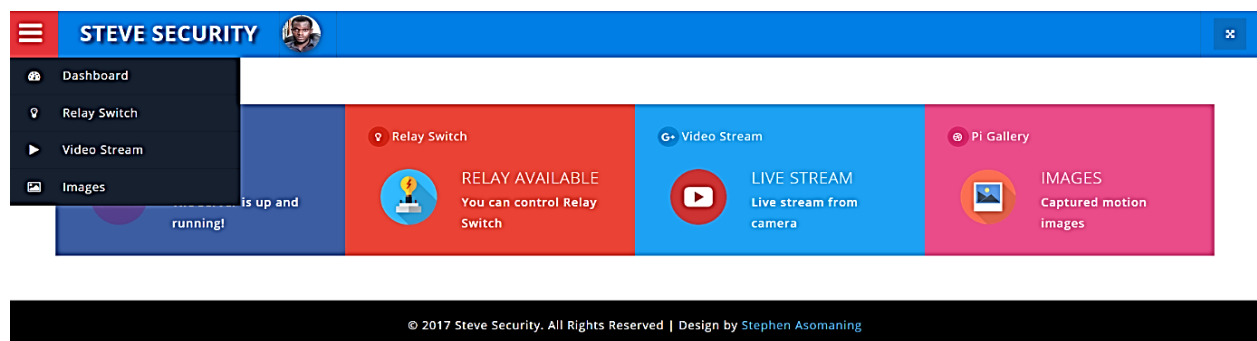 STEVE SECURITY
Dashboard
Relay Switch
Video Stream
Images
is up and
running!
Relay Switch
RELAY AVAILABLE
You can control Relay
Switch
G+ Video Stream
LIVE STREAM
Live stream from
camera
Pi Gallery
IMAGES
Captured motion
images
© 2017 Steve Security. All Rights Reserved | Design by Stephen Asomaning